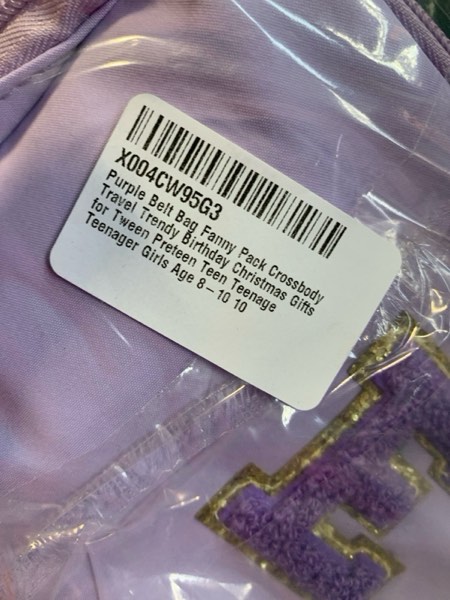 X004CW95G3
Purple Belt Bag Fanny Pack Crossbody
Travel Trendy Birthday Christmas Gifts
for Tween Preteen Teen Teenage
Teenager Girls Age 8 – 10 10
E